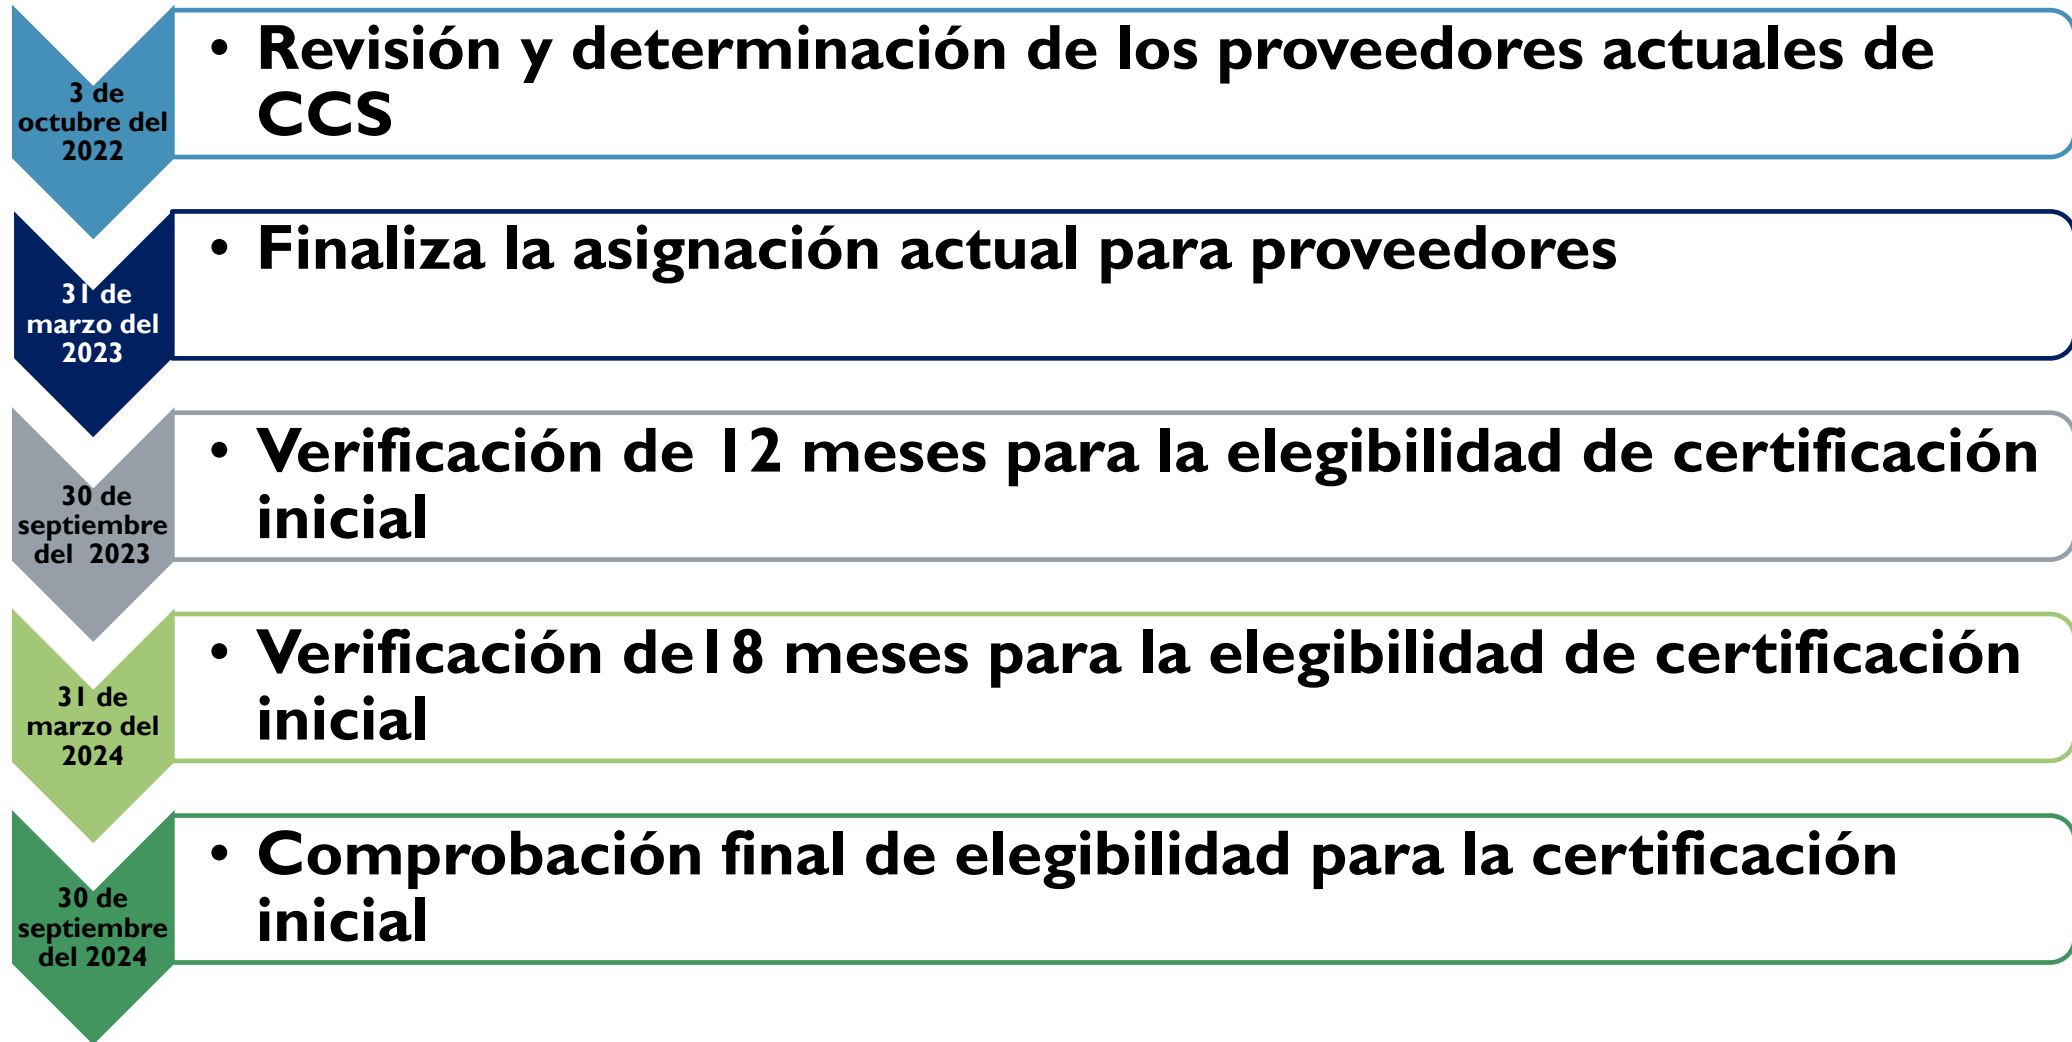 3 de
octubre del
2022
• Revisión y determinación de los proveedores actuales de
CCS
31 de
marzo del
2023
• Finaliza la asignación actual para proveedores
30 de
septiembre
del  2023
• Verificación de 12 meses para la elegibilidad de certificación
inicial
31 de
marzo del
2024
• Verificación de18 meses para la elegibilidad de certificación
inicial
30 de
septiembre
del 2024
• Comprobación final de elegibilidad para la certificación
inicial